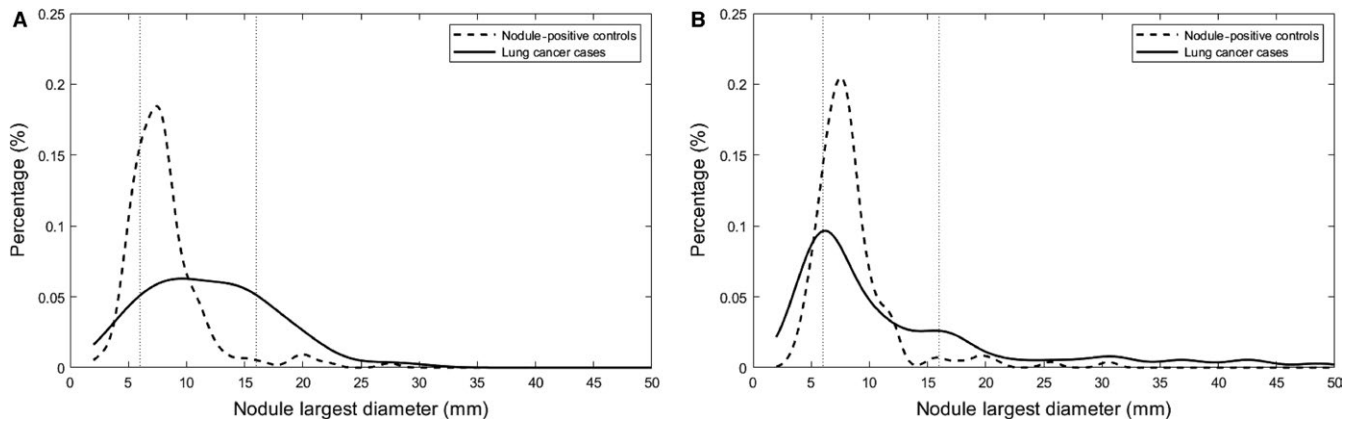 A
0.25
0.2
0.15
0.1
0.05
0
Percentage (%)
0 5 10 15 20 25 30 35 40 45 50
Nodule largest diameter (mm)
Nodule-positive controls
Lung cancer cases
B
0.25
0.2
0.15
0.1
0.05
0
Percentage (%)
0 5 10 15 20 25 30 35 40 45 50
Nodule largest diameter (mm)
Nodule-positive controls
Lung cancer cases